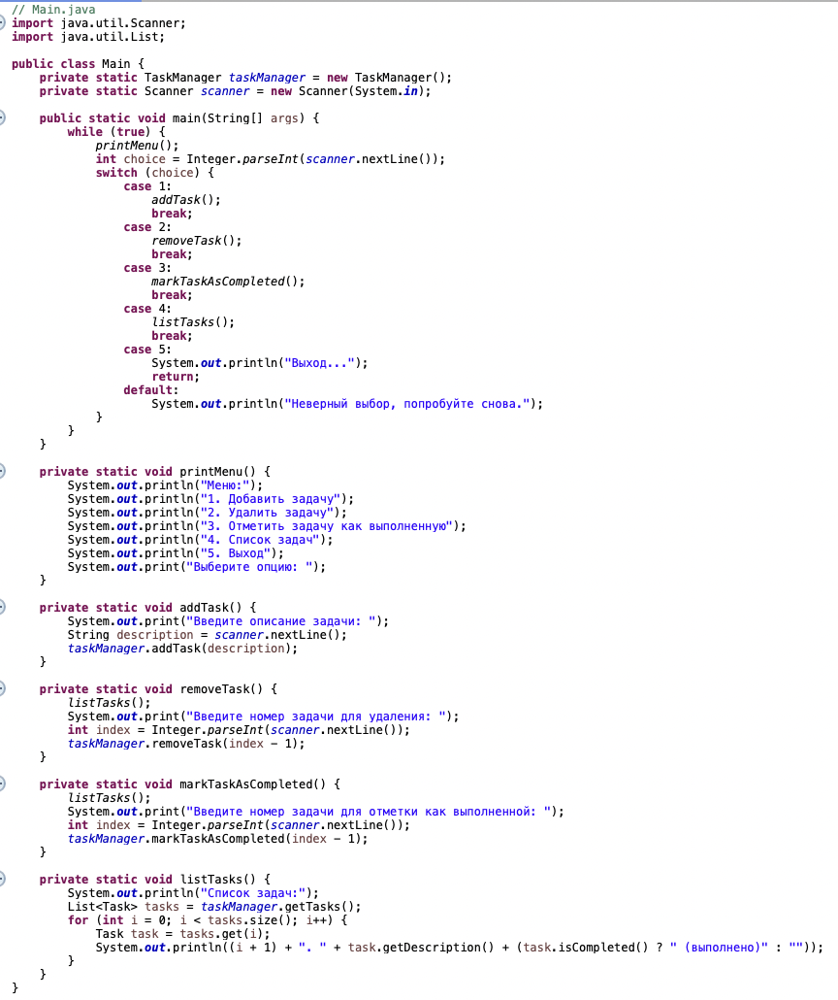 // Main.java
import java.util.Scanner;
import java.util.List;

public class Main {
    private static TaskManager taskManager = new TaskManager();
    private static Scanner scanner = new Scanner(System.in);

    public static void main(String[] args) {
        while (true) {
            printMenu();
            int choice = Integer.parseInt(scanner.nextLine());
            switch (choice) {
                case 1:
                    addTask();
                    break;
                case 2:
                    removeTask();
                    break;
                case 3:
                    markTaskAsCompleted();
                    break;
                case 4:
                    listTasks();
                    break;
                case 5:
                    System.out.println("Выход...");
                    return;
                default:
                    System.out.println("Неверный выбор, попробуйте снова.");
            }
        }
    }

    private static void printMenu() {
        System.out.println("Меню:");
        System.out.println("1. Добавить задачу");
        System.out.println("2. Удалить задачу");
        System.out.println("3. Отметить задачу как выполненную");
        System.out.println("4. Список задач");
        System.out.println("5. Выход");
        System.out.print("Выберите опцию: ");
    }

    private static void addTask() {
        System.out.print("Введите описание задачи: ");
        String description = scanner.nextLine();
        taskManager.addTask(description);
    }

    private static void removeTask() {
        listTasks();
        System.out.print("Введите номер задачи для удаления: ");
        int index = Integer.parseInt(scanner.nextLine());
        taskManager.removeTask(index - 1);
    }

    private static void markTaskAsCompleted() {
        listTasks();
        System.out.print("Введите номер задачи для отметки как выполненной: ");
        int index = Integer.parseInt(scanner.nextLine());
        taskManager.markTaskAsCompleted(index - 1);
    }

    private static void listTasks() {
        System.out.println("Список задач:");
        List<Task> tasks = taskManager.getTasks();
        for (int i = 0; i < tasks.size(); i++) {
            Task task = tasks.get(i);
            System.out.println((i + 1) + ". " + task.getDescription() + (task.isCompleted() ? " (выполнено)" : ""));
        }
    }
}